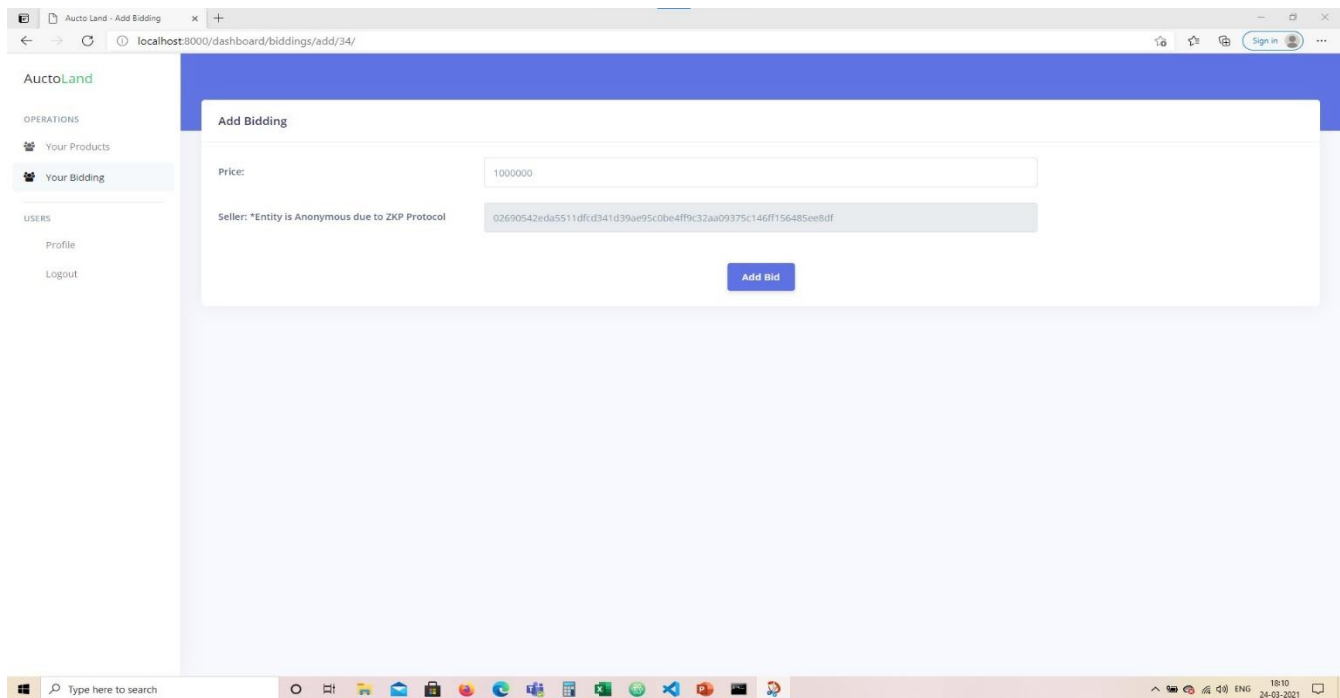 Aucto Land - Add Bidding
localhost:8000/dashboard/biddings/add/34/
Sign in
AuctoLand
OPERATIONS
Your Products
Your Bidding
USERS
Profile
Logout
Add Bidding
Price:
1000000
Seller: *Entity is Anonymous due to ZKP Protocol
02690542eda5511dfcd341d39ae95c0be4ff9c32aa09375c146ff156485ee8df
Add Bid
Type here to search
ENG
18:10
24-03-2021